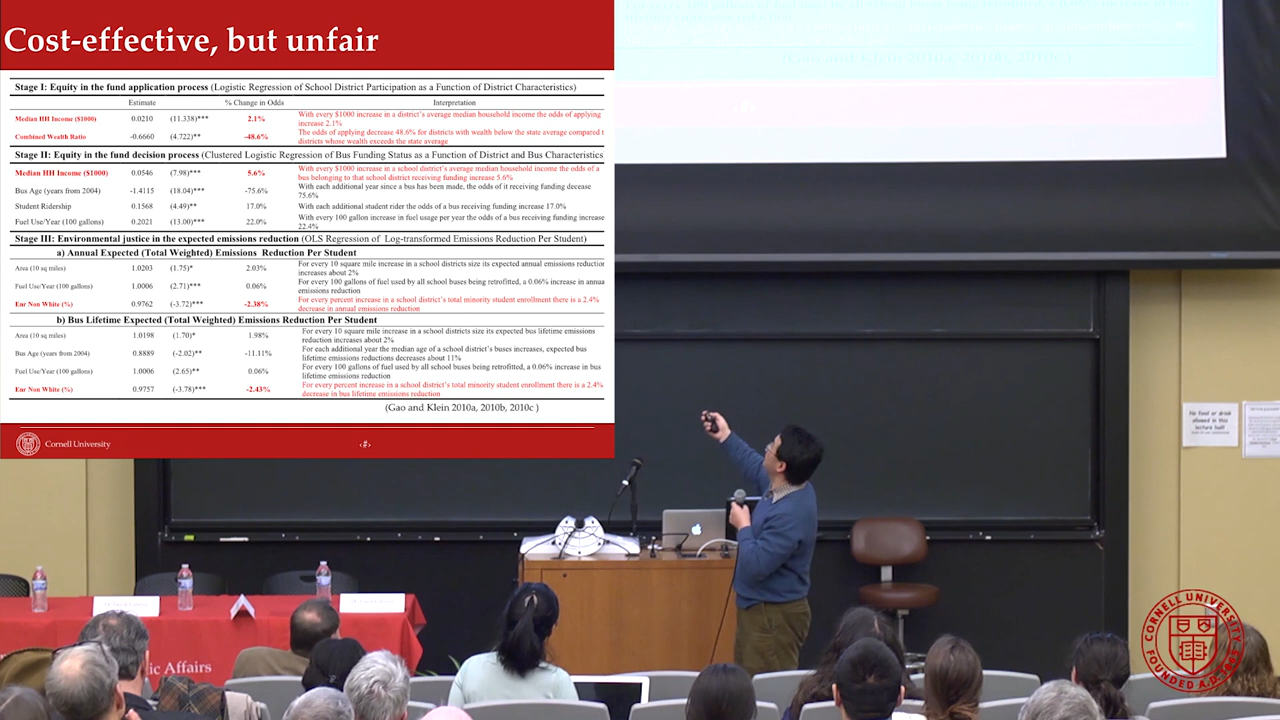 Cost-effective, but unfair
Stage I: Equity in the fund application process (Logistic Regression of School District Participation as a Function of District Characteristics)
Estimate % Change in Odds Interpretation
Median HH Income ($1000) 0.0210 (11.338)*** 2.1% With every $1000 increase in a district's average median household income the odds of applying
increase 2.1%
Combined Wealth Ratio -0.6660 (4.722)** -48.6% The odds of applying decrease 48.6% for districts with wealth below the state average compared t
districts whose wealth exceeds the state average
Stage II: Equity in the fund decision process (Clustered Logistic Regression of Bus Funding Status as a Function of District and Bus Characteristics
Median HH Income ($1000) 0.0546 (7.98)*** 5.6% With every $1000 increase in a school district's average median household income the odds of a
bus belonging to that school district receiving funding increase 5.6%
Bus Age (years from 2004) -1.4115 (18.04)*** -75.6% With each additional year since a bus has been made, the odds of it receiving funding decease
75.6%
Student Ridership 0.1568 (4.49)** 17.0% With each additional student rider the odds of a bus receiving funding increase 17.0%
Fuel Use/Year (100 gallons) 0.2021 (13.00)*** 22.0% With every 100 gallon increase in fuel usage per year the odds of a bus receiving funding increase
22.4%
Stage III: Environmental justice in the expected emissions reduction (OLS Regression of Log-transformed Emissions Reduction Per Student)
a) Annual Expected (Total Weighted) Emissions Reduction Per Student
Area (10 sq miles) 1.0203 (1.75)* 2.03% For every 10 square mile increase in a school districts size its expected annual emissions reduction
increases about 2%
Fuel Use/Year (100 gallons) 1.0006 (2.71)*** 0.06% For every 100 gallons of fuel used by all school buses being retrofitted, a 0.06% increase in annua
emissions reduction
Enr Non White (%) 0.9762 (-3.72)*** -2.38% For every percent increase in a school district's total minority student enrollment there is a 2.4%
decrease in annual emissions reduction
b) Bus Lifetime Expected (Total Weighted) Emissions Reduction Per Student
Area (10 sq miles) 1.0198 (1.70)* 1.98% For every 10 square mile increase in a school districts size its expected bus lifetime emissions
reduction increases about 2%
Bus Age (years from 2004) 0.8889 (-2.02)** -11.11% For each additional year the median age of a school district's buses increases, expected bus
lifetime emissions reductions decreases about 11%
Fuel Use/Year (100 gallons) 1.0006 (2.65)** 0.06% For every 100 gallons of fuel used by all school buses being retrofitted, a 0.06% increase in bus
lifetime emissions reduction
Enr Non White (%) 0.9757 (-3.78)*** -2.43% For every percent increase in a school district's total minority student enrollment there is a 2.4%
decrease in bus lifetime emissions reduction
(Gao and Klein 2010a, 2010b, 2010c )
Cornell University
‹#›
(Gao and Klein 2010a, 2010b, 2010c )
No food or drink
allowed in this
lecture hall
ic Affairs
CORNELL UNIVERSITY
FOUNDED A.D. 1865